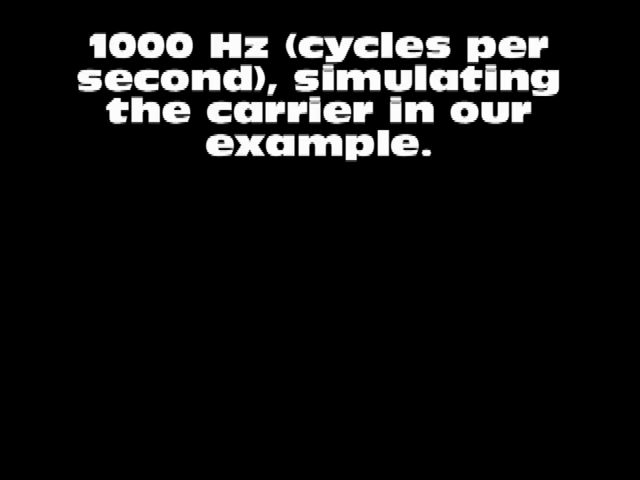 1000 Hz (cycles per
second), simulating
the carrier in our
example.